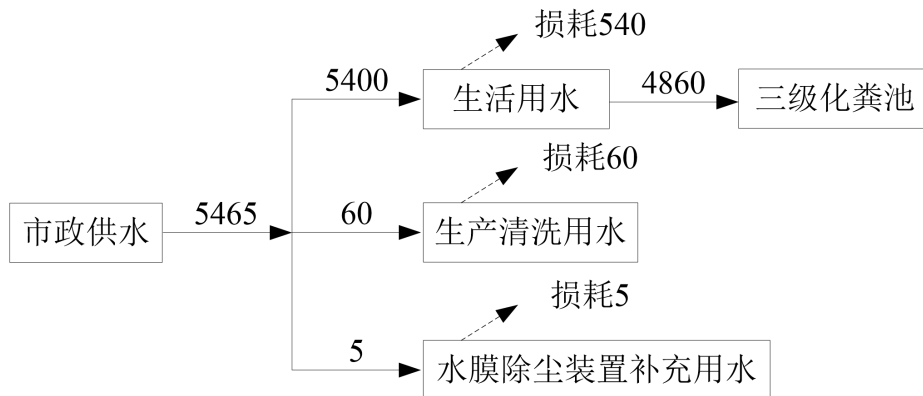 损耗540
5400
生活用水
4860
三级化粪池
损耗60
市政供水
5465
60
生产清洗用水
损耗5
5
水膜除尘装置补充用水